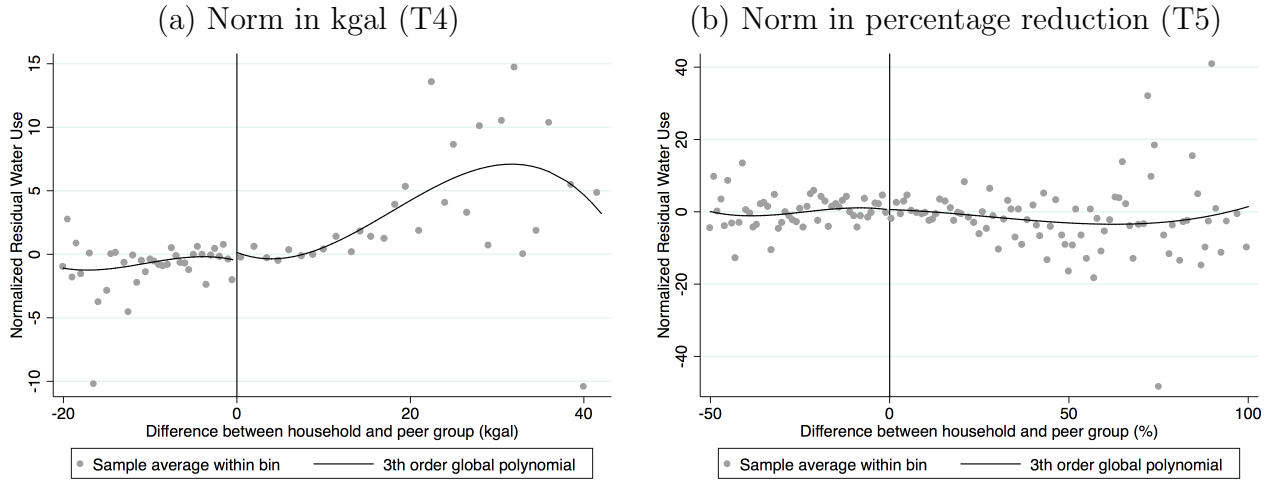 (a) Norm in kgal (T4)
15
10
5
0
-5
-10
Normalized Residual Water Use
-20
0
20
40
Difference between household and peer group (kgal)
Sample average within bin
3th order global polynomial
(b) Norm in percentage reduction (T5)
40
20
0
-20
-40
Normalized Residual Water Use
-50
0
50
100
Difference between household and peer group (%)
Sample average within bin
3th order global polynomial